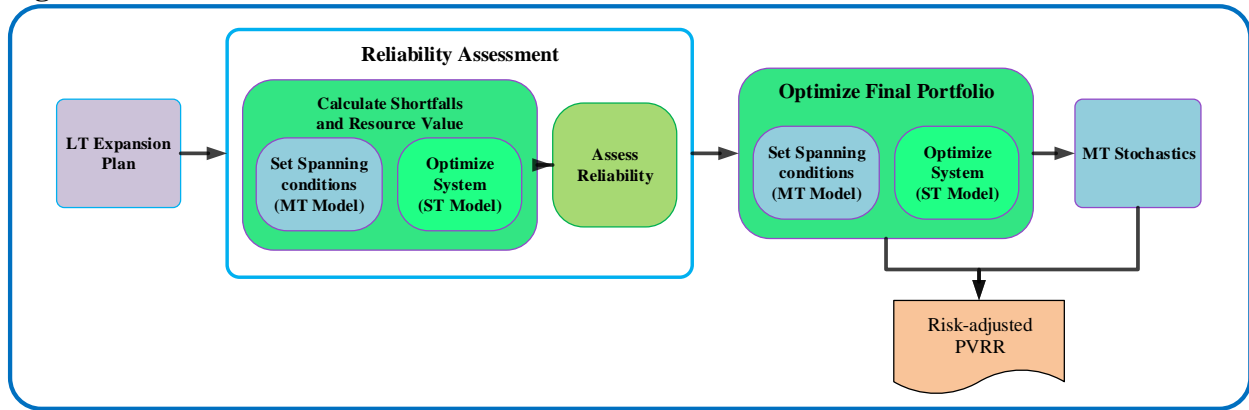 Reliability Assessment
LT Expansion
Plan
Calculate Shortfalls
and Resource Value
Set Spanning
conditions
(MT Model)
Optimize
System
(ST Model)
Assess
Reliability
Optimize Final Portfolio
Set Spanning
conditions
(MT Model)
Optimize
System
(ST Model)
MT Stochastics
Risk-adjusted
PVRR